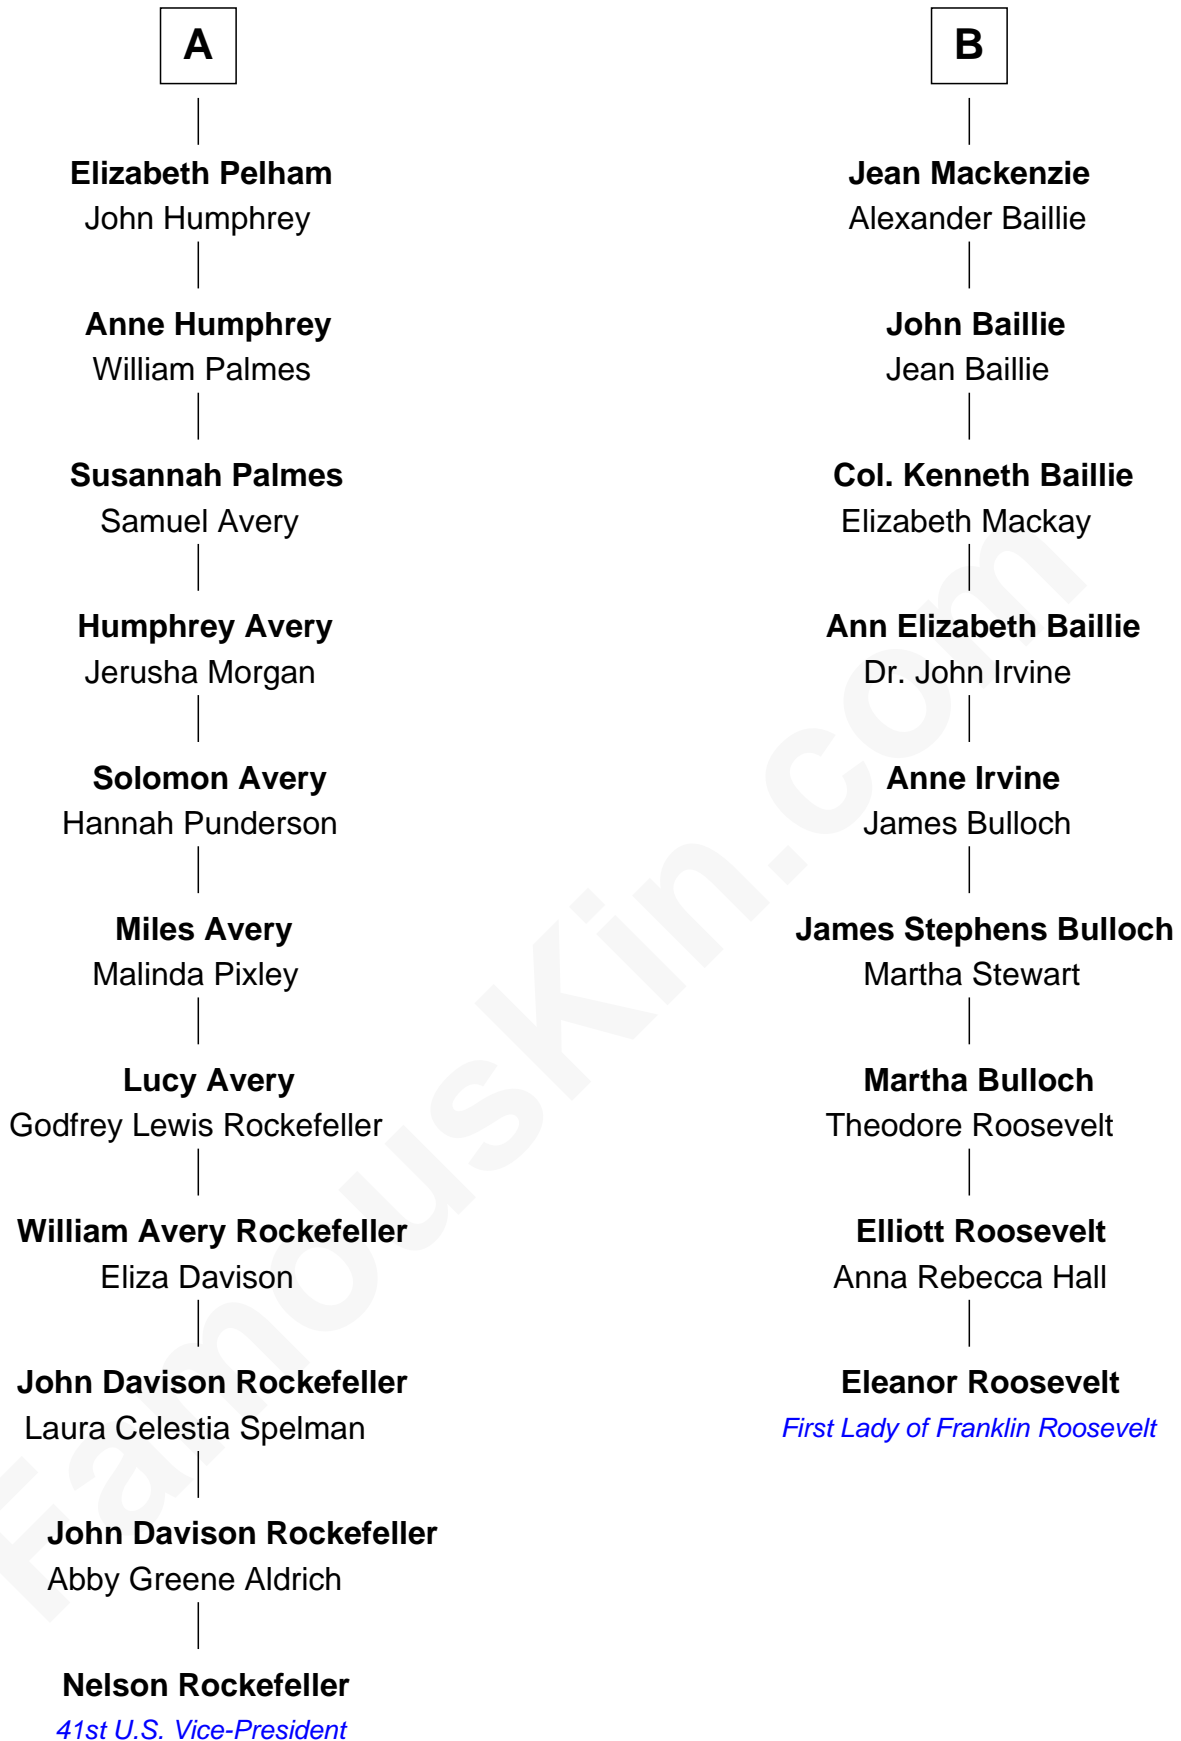 A
Elizabeth Pelham
John Humphrey
Anne Humphrey
William Palmes
Susannah Palmes
Samuel Avery
Humphrey Avery
Jerusha Morgan
Solomon Avery
Hannah Punderson
Miles Avery
Malinda Pixley
Lucy Avery
Godfrey Lewis Rockefeller
William Avery Rockefeller
Eliza Davison
John Davison Rockefeller
Laura Celestia Spelman
John Davison Rockefeller
Abby Greene Aldrich
Nelson Rockefeller
41st U.S. Vice-President
B
Jean Mackenzie
Alexander Baillie
John Baillie
Jean Baillie
Col. Kenneth Baillie
Elizabeth Mackay
Ann Elizabeth Baillie
Dr. John Irvine
Anne Irvine
James Bulloch
James Stephens Bulloch
Martha Stewart
Martha Bulloch
Theodore Roosevelt
Elliott Roosevelt
Anna Rebecca Hall
Eleanor Roosevelt
First Lady of Franklin Roosevelt
FamousKin.com